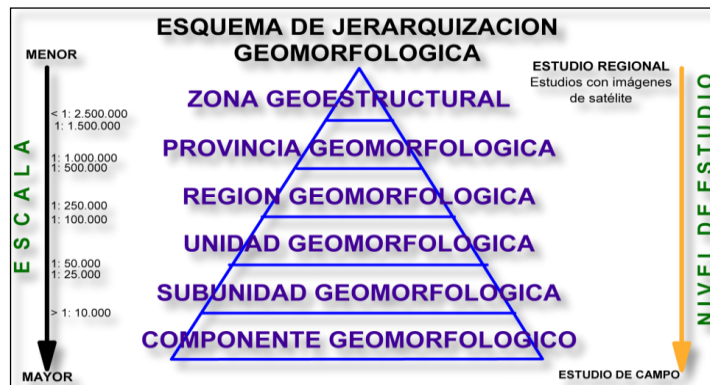 ESQUEMA DE JERARQUIZACION
GEOMORFOLOGICA
MENOR
ESCALA
< 1: 2.500.000
1: 1.500.000
1: 1.000.000
1: 500.000
1: 250.000
1: 100.000
1: 50.000
1: 25.000
> 1: 10.000
MAYOR
ZONA GEOESTRUCTURAL
PROVINCIA GEOMORFOLOGICA
REGION GEOMORFOLOGICA
UNIDAD GEOMORFOLOGICA
SUBUNIDAD GEOMORFOLOGICA
COMPONENTE GEOMORFOLOGICO
ESTUDIO REGIONAL
Estudios con imágenes
de satélite
NIVEL DE ESTUDIO
ESTUDIO DE CAMPO